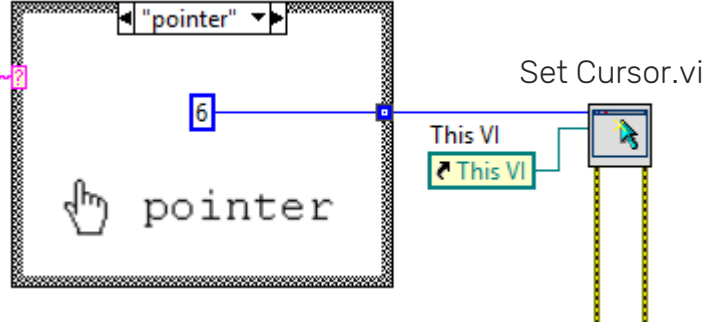 "pointer"
Set Cursor.vi
?
6
This VI
This VI
pointer